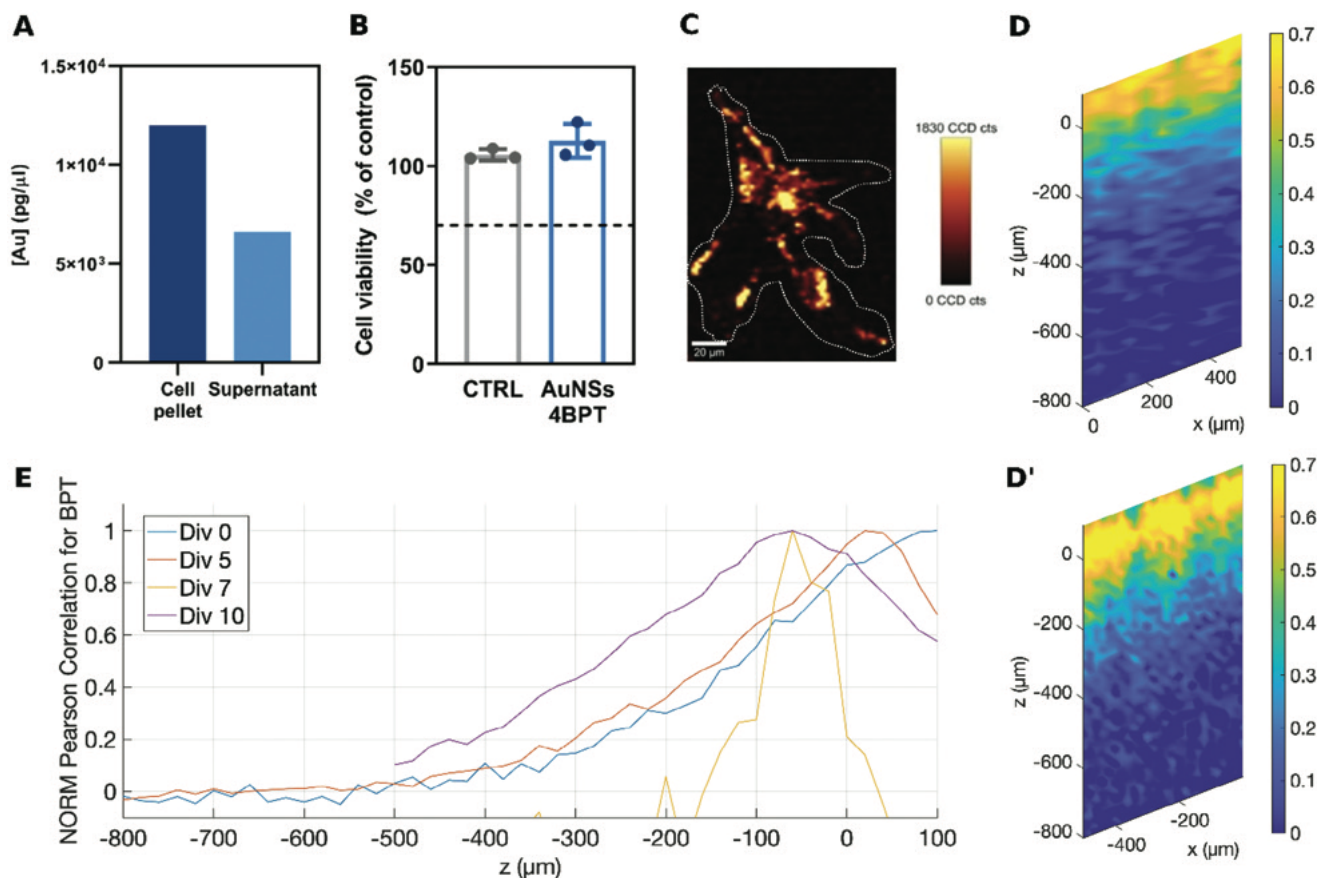 A
1.5×10⁴
1×10⁴
5×10³
0
[Au] (pg/µl)
Cell pellet
Supernatant
B
150
100
50
0
Cell viability (% of control)
CTRL
AuNSs 4BPT
C
1830 CCD cts
0 CCD cts
20 µm
D
0
-200
-400
-600
-800
z (µm)
0
200
400
x (µm)
0.7
0.6
0.5
0.4
0.3
0.2
0.1
0
E
NORM Pearson Correlation for BPT
1
0.8
0.6
0.4
0.2
0
Div 0
Div 5
Div 7
Div 10
-800
-700
-600
-500
-400
-300
-200
-100
0
100
z (µm)
D'
0
-200
-400
-600
-800
z (µm)
-400
-200
x (µm)
0.7
0.6
0.5
0.4
0.3
0.2
0.1
0